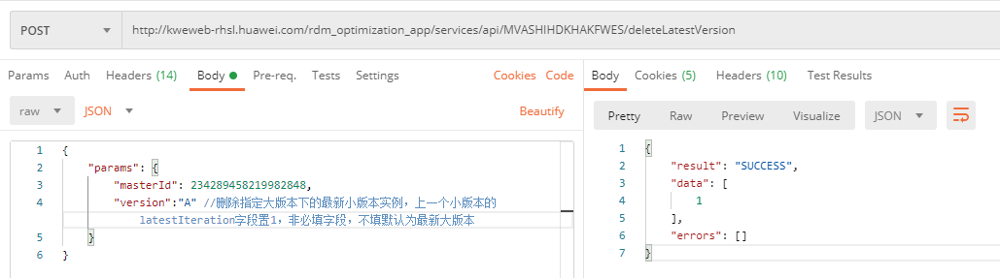 POST http://kweweb-rhsl.huawei.com/rdm_optimization_app/services/api/MVASHIHDKHAKFWES/deleteLatestVersion
Params Auth Headers (14) Body Pre-req. Tests Settings Cookies Code
raw JSON Beautify
1 {
2 "params": {
3 "masterId": 234289458219982848,
4 "version":"A" //删除指定大版本下的最新小版本实例，上一个小版本的
latestIteration字段置1，非必填字段，不填默认为最新大版本
5 }
6 }
Body Cookies (5) Headers (10) Test Results
Pretty Raw Preview Visualize JSON
1 {
2 "result": "SUCCESS",
3 "data": [
4 1
5 ],
6 "errors": []
7 }